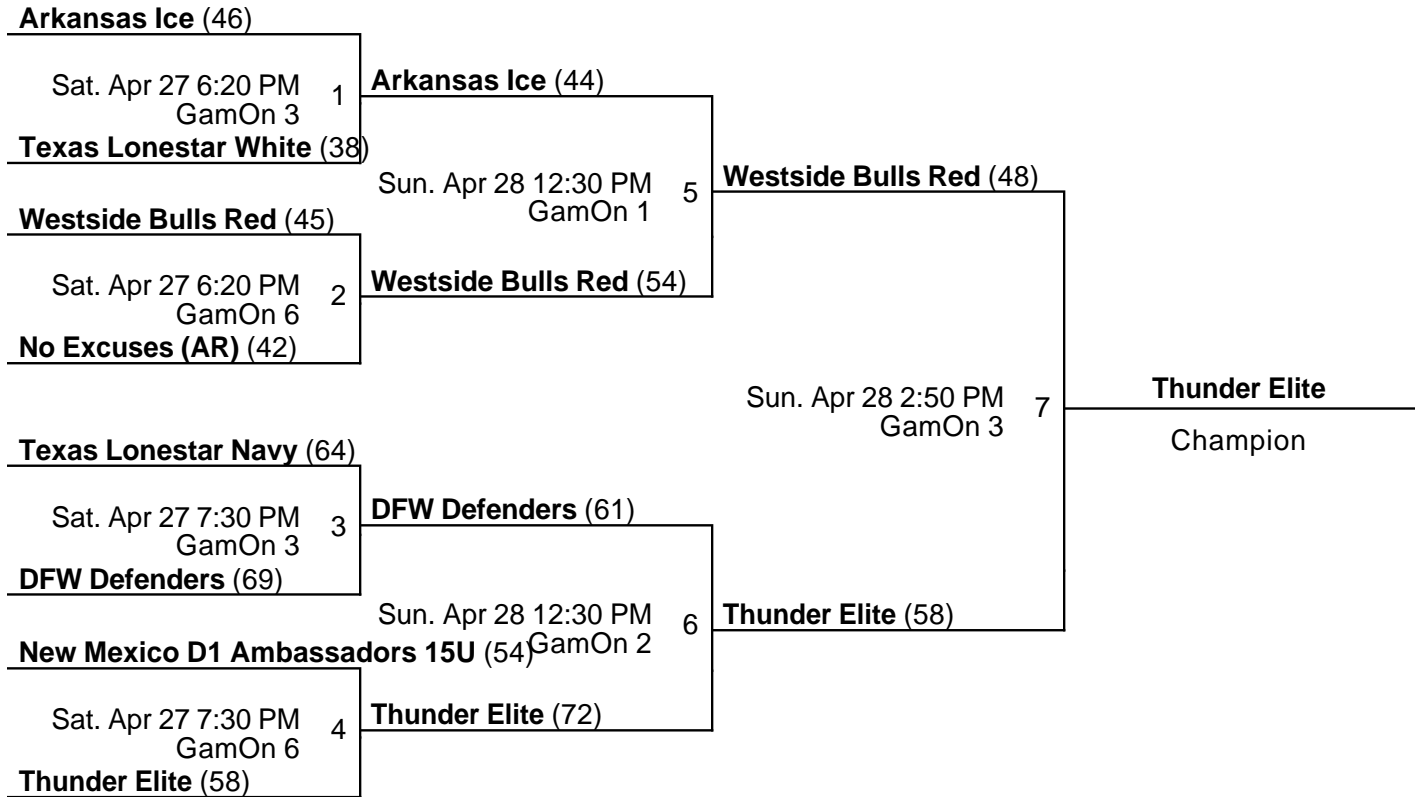 Arkansas Ice (46)
Sat. Apr 27 6:20 PM
GamOn 3
1
Texas Lonestar White (38)
Arkansas Ice (44)
Sun. Apr 28 12:30 PM
GamOn 1
5
Westside Bulls Red (48)
Westside Bulls Red (45)
Sat. Apr 27 6:20 PM
GamOn 6
2
Westside Bulls Red (54)
No Excuses (AR) (42)
Sun. Apr 28 2:50 PM
GamOn 3
7
Thunder Elite
Champion
Texas Lonestar Navy (64)
Sat. Apr 27 7:30 PM
GamOn 3
3
DFW Defenders (61)
DFW Defenders (69)
Sun. Apr 28 12:30 PM
GamOn 2
6
Thunder Elite (58)
New Mexico D1 Ambassadors 15U (54)
Sat. Apr 27 7:30 PM
GamOn 6
4
Thunder Elite (72)
Thunder Elite (58)